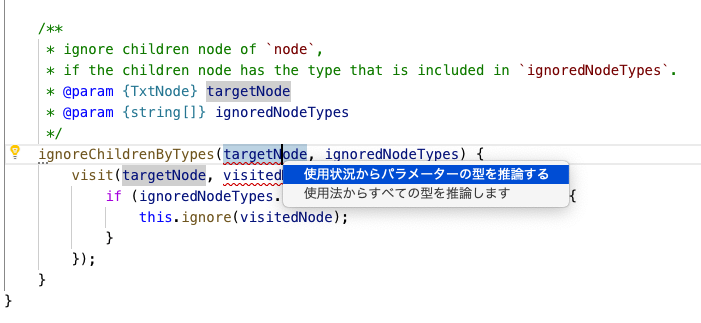 /**
* ignore children node of `node`,
* if the children node has the type that is included in `ignoredNodeTypes`.
* @param {TxtNode} targetNode
* @param {string[]} ignoredNodeTypes
*/
ignoreChildrenByTypes(targetNode, ignoredNodeTypes) {
visit(targetNode, visited
使用状況からパラメーターの型を推論する
使用法からすべての型を推論します
if (ignoredNodeTypes. {
this.ignore(visitedNode);
}
});
}
}